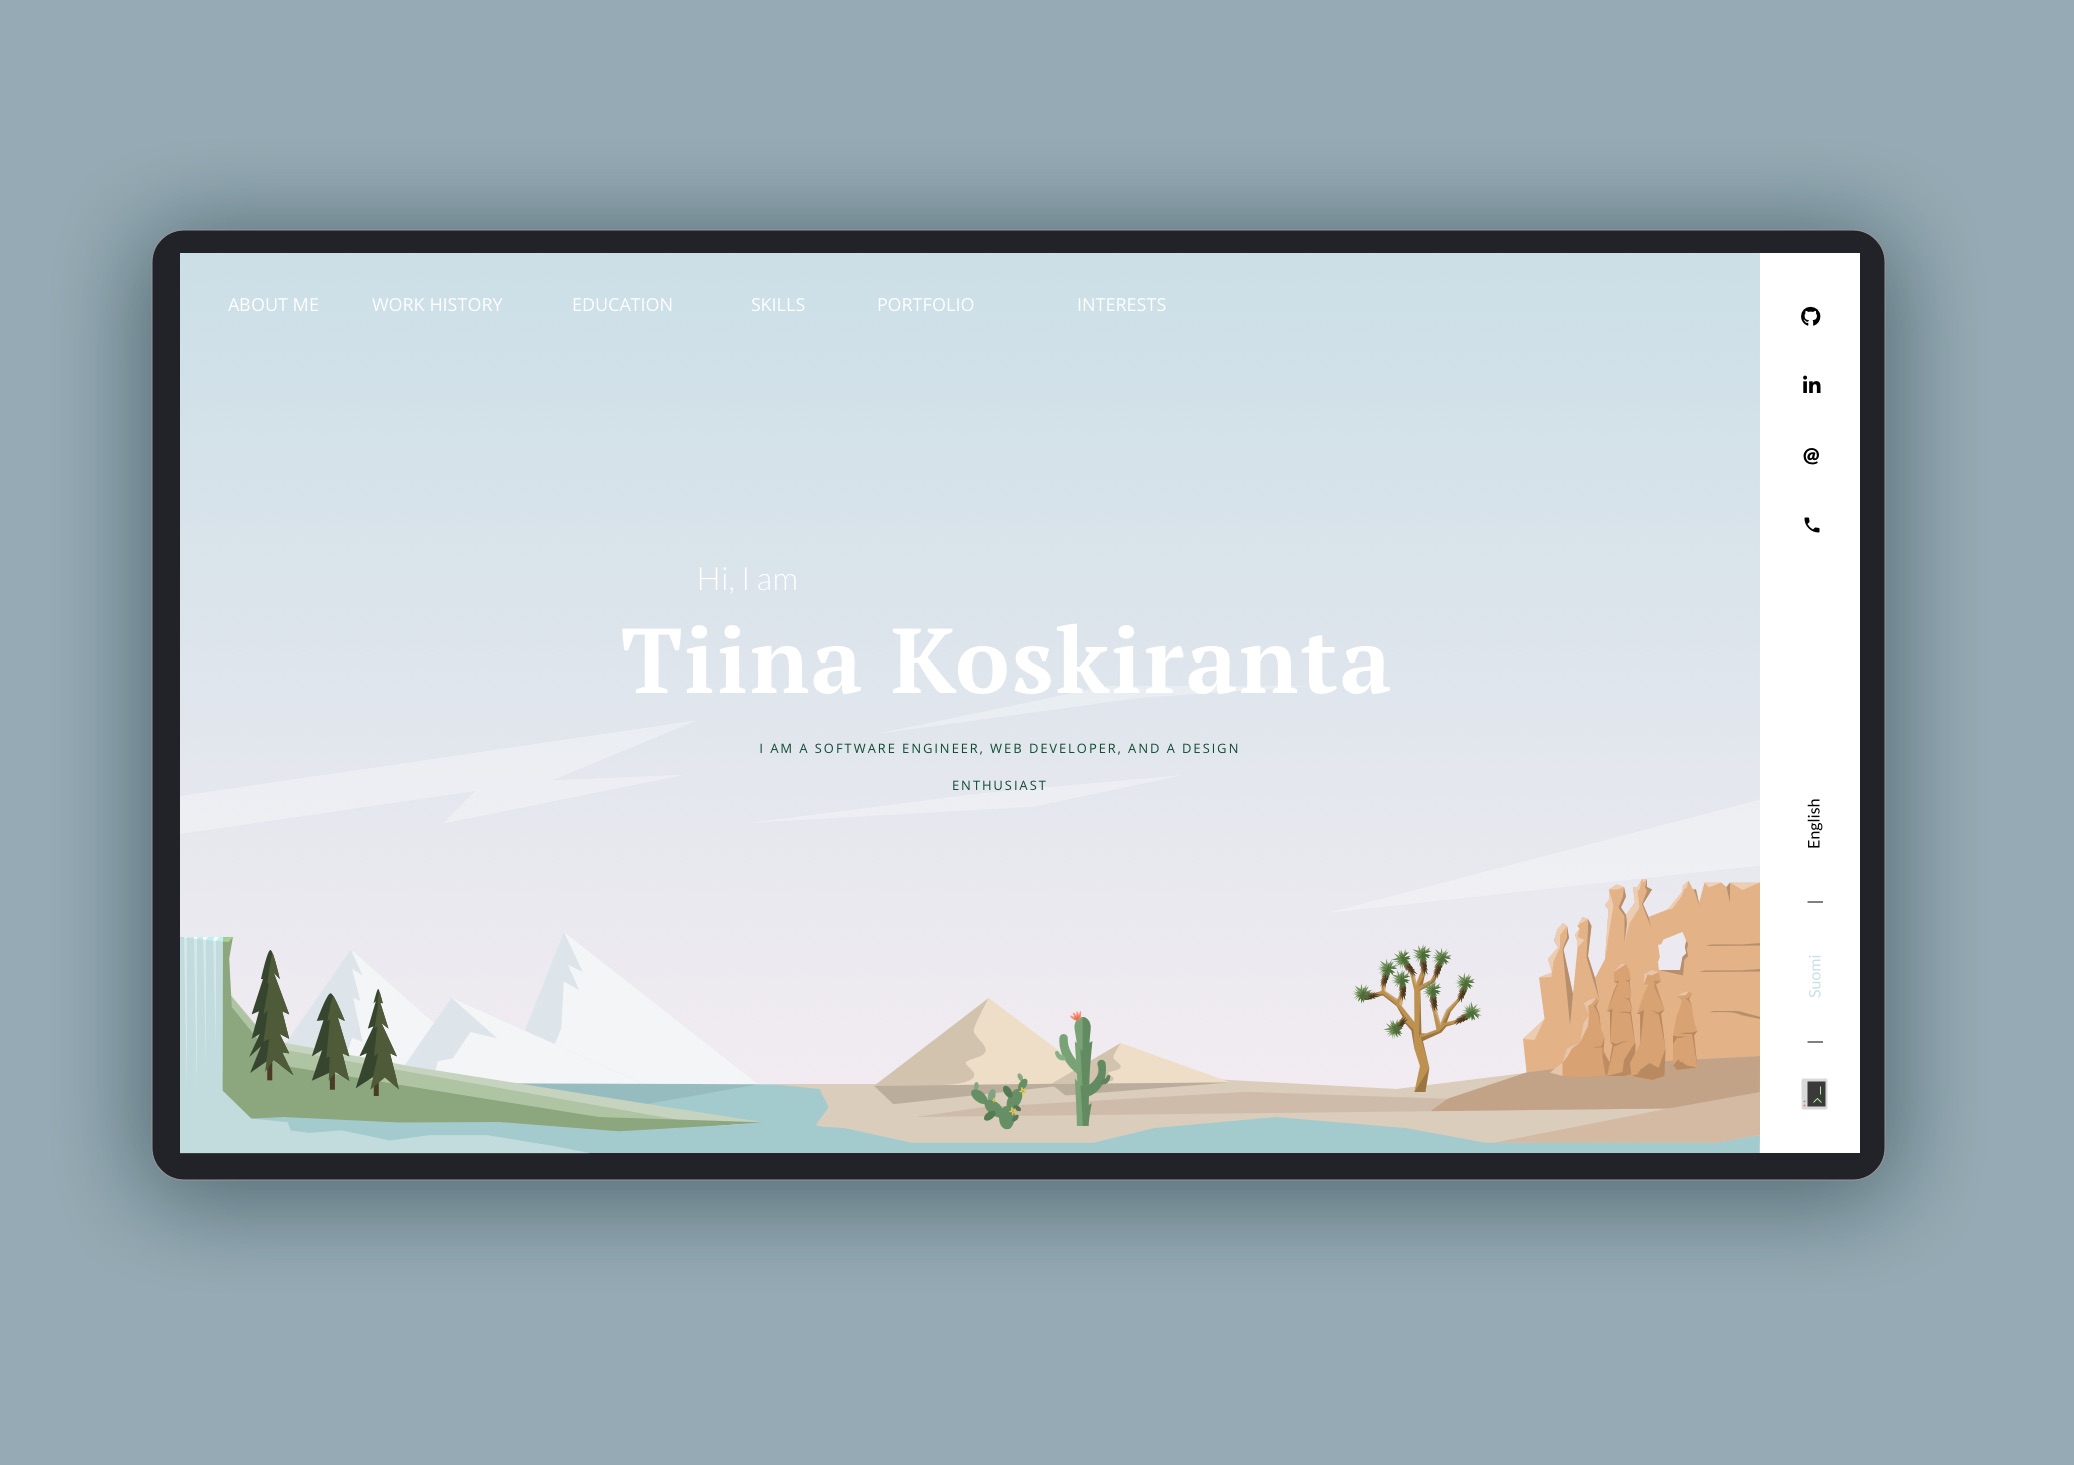 ABOUT ME WORK HISTORY EDUCATION SKILLS PORTFOLIO INTERESTS
Hi, I am
Tiina Koskiranta
I AM A SOFTWARE ENGINEER, WEB DEVELOPER, AND A DESIGN
ENTHUSIAST
in
@
English
Suomi